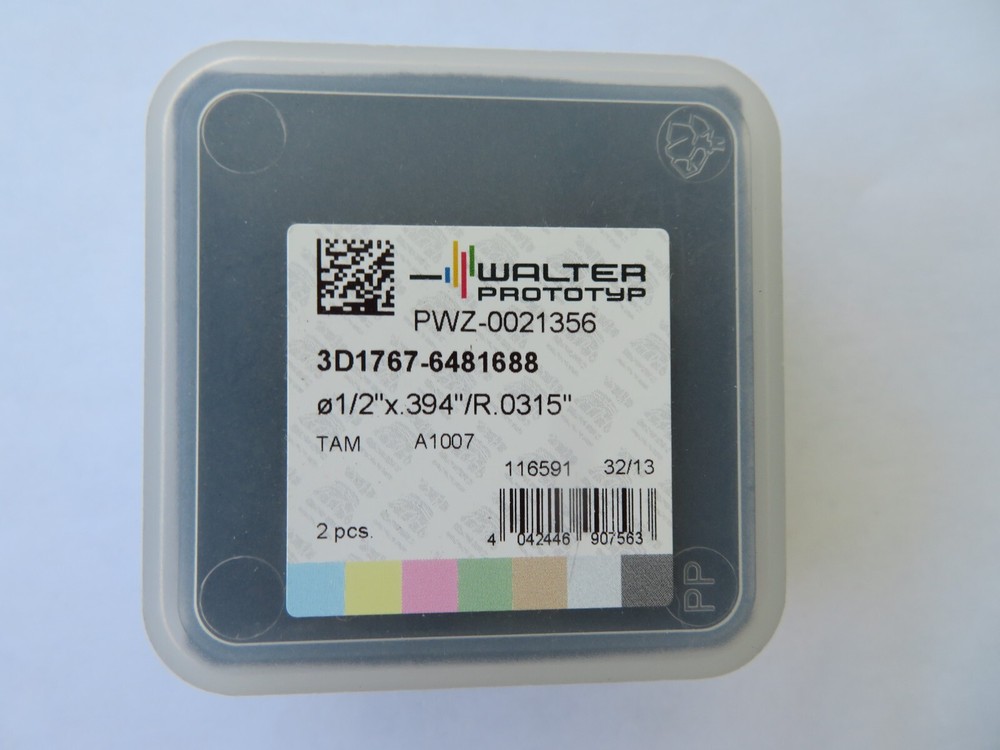 WALTER
PROTOTYP
PWZ-0021356
3D1767-6481688
ø1/2"x.394"/R.0315"
TAM A1007
116591 32/13
2 pcs.
4 042446 907563
PP